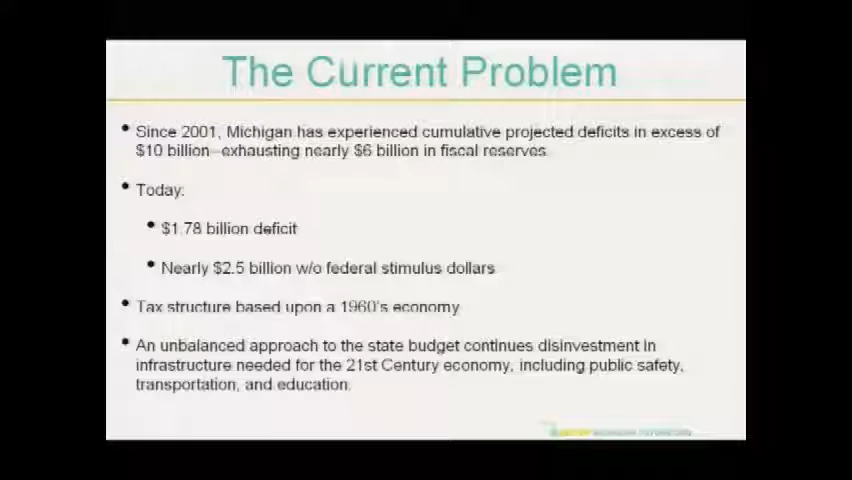 The Current Problem
• Since 2001, Michigan has experienced cumulative projected deficits in excess of
$10 billion–exhausting nearly $6 billion in fiscal reserves.
• Today:
• $1.78 billion deficit
• Nearly $2.5 billion w/o federal stimulus dollars
• Tax structure based upon a 1960's economy
• An unbalanced approach to the state budget continues disinvestment in
infrastructure needed for the 21st Century economy, including public safety,
transportation, and education.